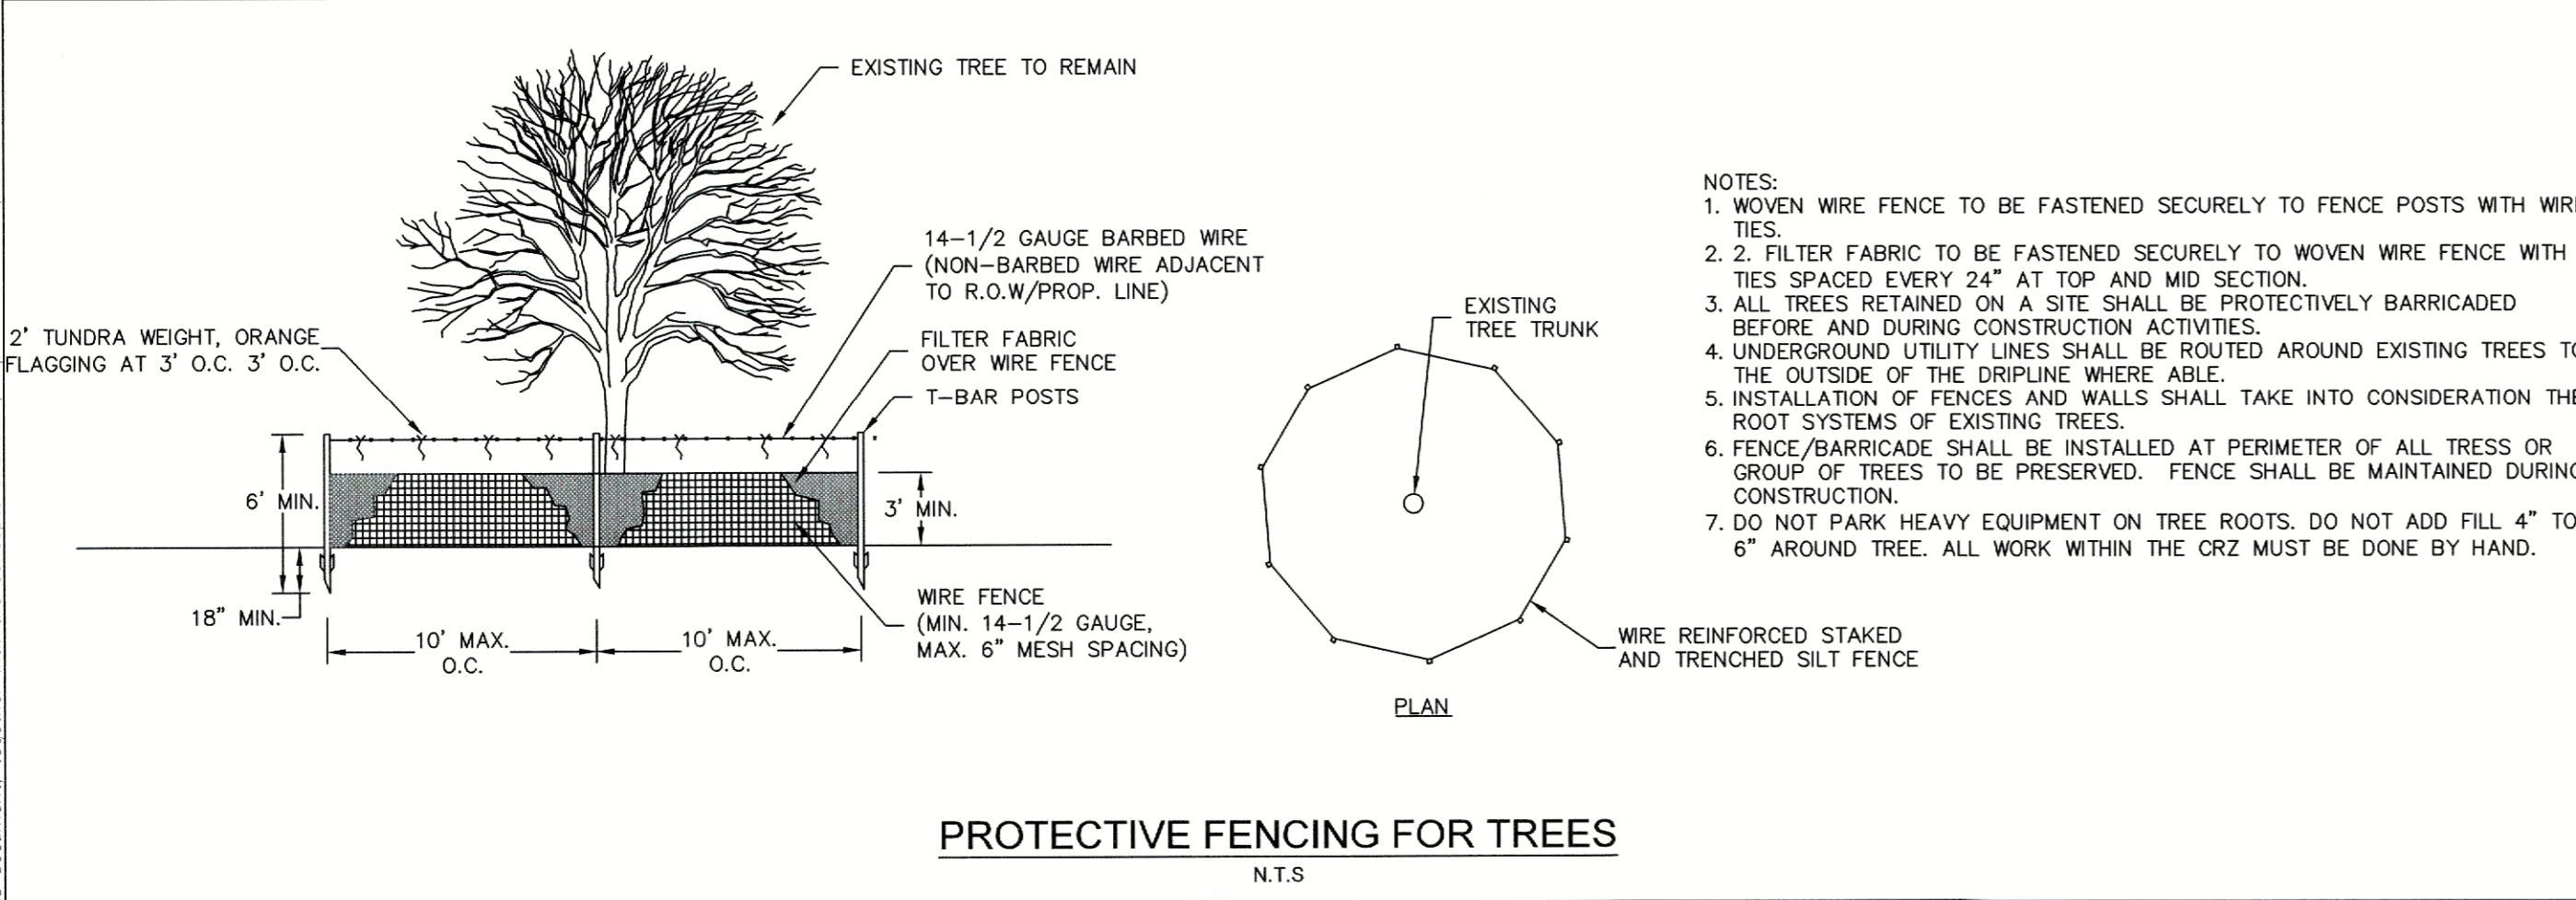 EXISTING TREE TO REMAIN
14-1/2 GAUGE BARBED WIRE
(NON-BARBED WIRE ADJACENT
TO R.O.W/PROP. LINE)
2' TUNDRA WEIGHT, ORANGE
FLAGGING AT 3' O.C. 3' O.C.
FILTER FABRIC
OVER WIRE FENCE
T-BAR POSTS
6' MIN.
3' MIN.
18" MIN.
10' MAX.
O.C.
10' MAX.
O.C.
WIRE FENCE
(MIN. 14-1/2 GAUGE,
MAX. 6" MESH SPACING)
EXISTING
TREE TRUNK
WIRE REINFORCED STAKED
AND TRENCHED SILT FENCE
PLAN
NOTES:
1. WOVEN WIRE FENCE TO BE FASTENED SECURELY TO FENCE POSTS WITH WIRE
TIES.
2. 2. FILTER FABRIC TO BE FASTENED SECURELY TO WOVEN WIRE FENCE WITH
TIES SPACED EVERY 24" AT TOP AND MID SECTION.
3. ALL TREES RETAINED ON A SITE SHALL BE PROTECTIVELY BARRICADED
BEFORE AND DURING CONSTRUCTION ACTIVITIES.
4. UNDERGROUND UTILITY LINES SHALL BE ROUTED AROUND EXISTING TREES TO
THE OUTSIDE OF THE DRIPLINE WHERE ABLE.
5. INSTALLATION OF FENCES AND WALLS SHALL TAKE INTO CONSIDERATION THE
ROOT SYSTEMS OF EXISTING TREES.
6. FENCE/BARRICADE SHALL BE INSTALLED AT PERIMETER OF ALL TRESS OR
GROUP OF TREES TO BE PRESERVED. FENCE SHALL BE MAINTAINED DURING
CONSTRUCTION.
7. DO NOT PARK HEAVY EQUIPMENT ON TREE ROOTS. DO NOT ADD FILL 4" TO
6" AROUND TREE. ALL WORK WITHIN THE CRZ MUST BE DONE BY HAND.
PROTECTIVE FENCING FOR TREES
N.T.S